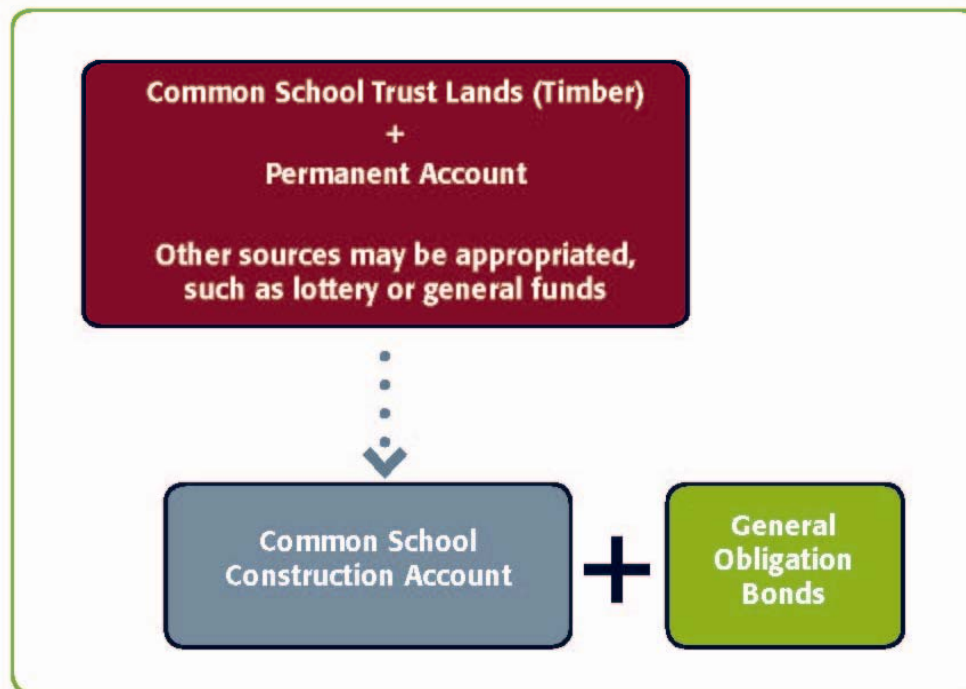 Common School Trust Lands (Timber)
+
Permanent Account
Other sources may be appropriated,
such as lottery or general funds
Common School
Construction Account
+
General
Obligation
Bonds